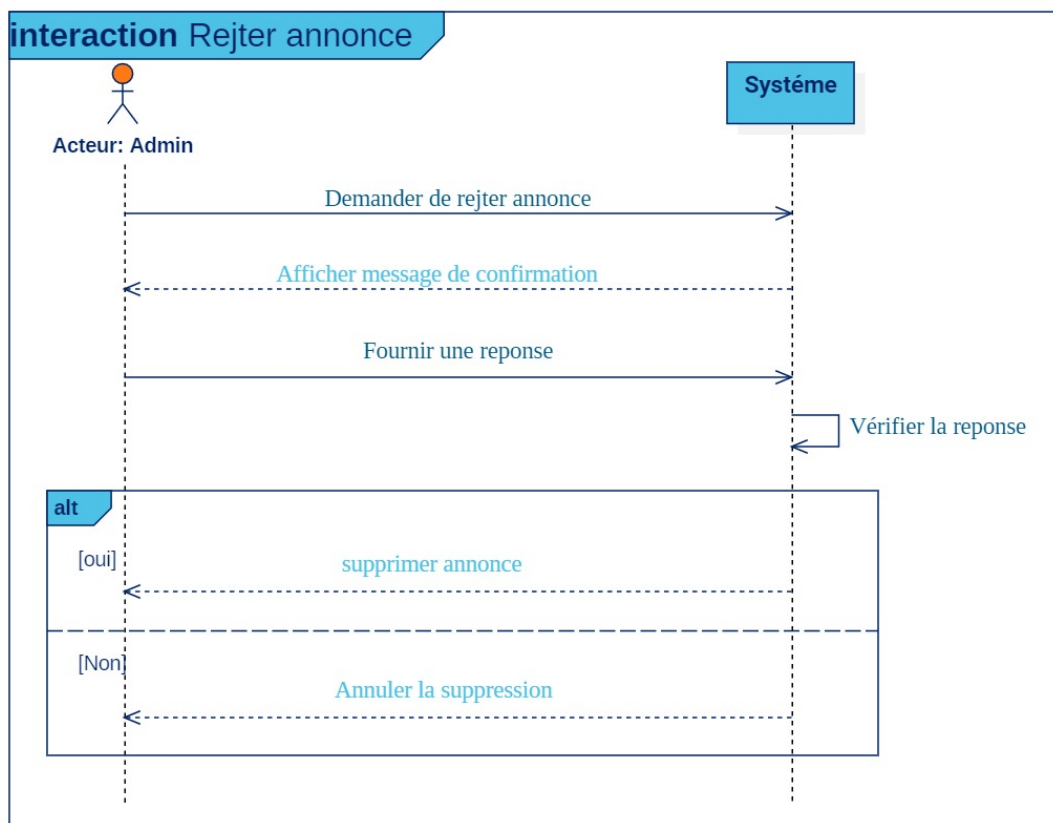 interaction Rejter annonce
Acteur: Admin
Systéme
Demander de rejter annonce
Afficher message de confirmation
Fournir une reponse
Vérifier la reponse
alt
[oui]
supprimer annonce
[Non]
Annuler la suppression